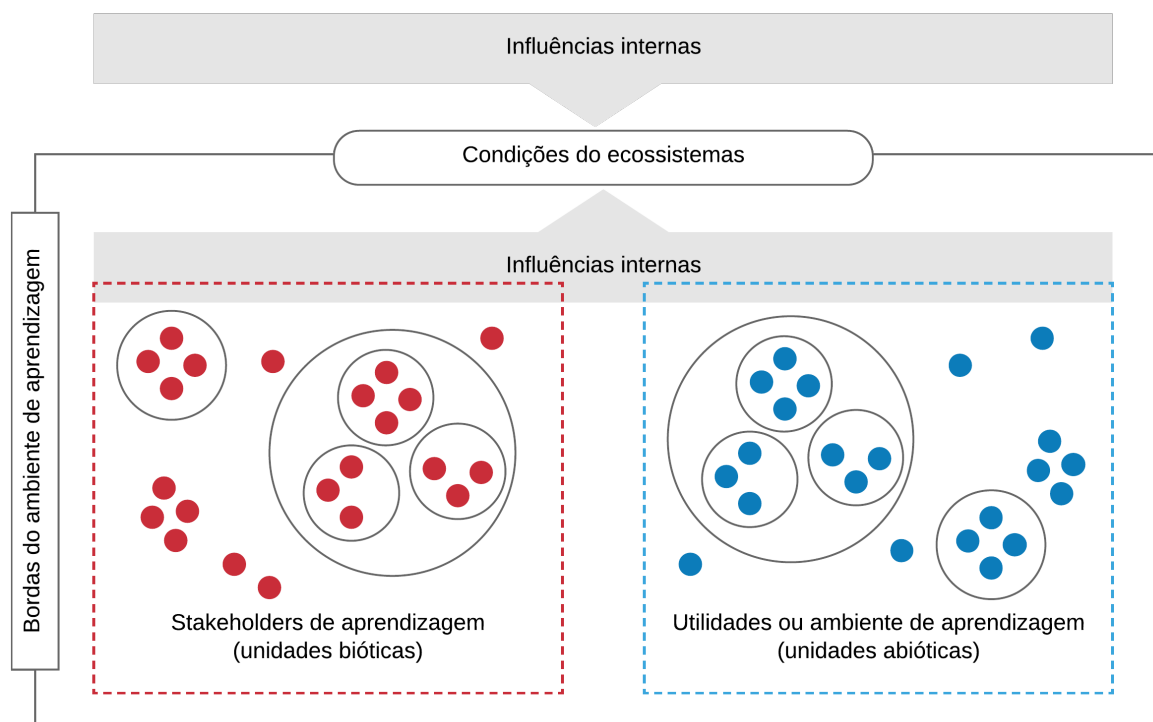 Influências internas
Condições do ecossistemas
Influências internas
Bordas do ambiente de aprendizagem
Stakeholders de aprendizagem
(unidades bióticas)
Utilidades ou ambiente de aprendizagem
(unidades abióticas)